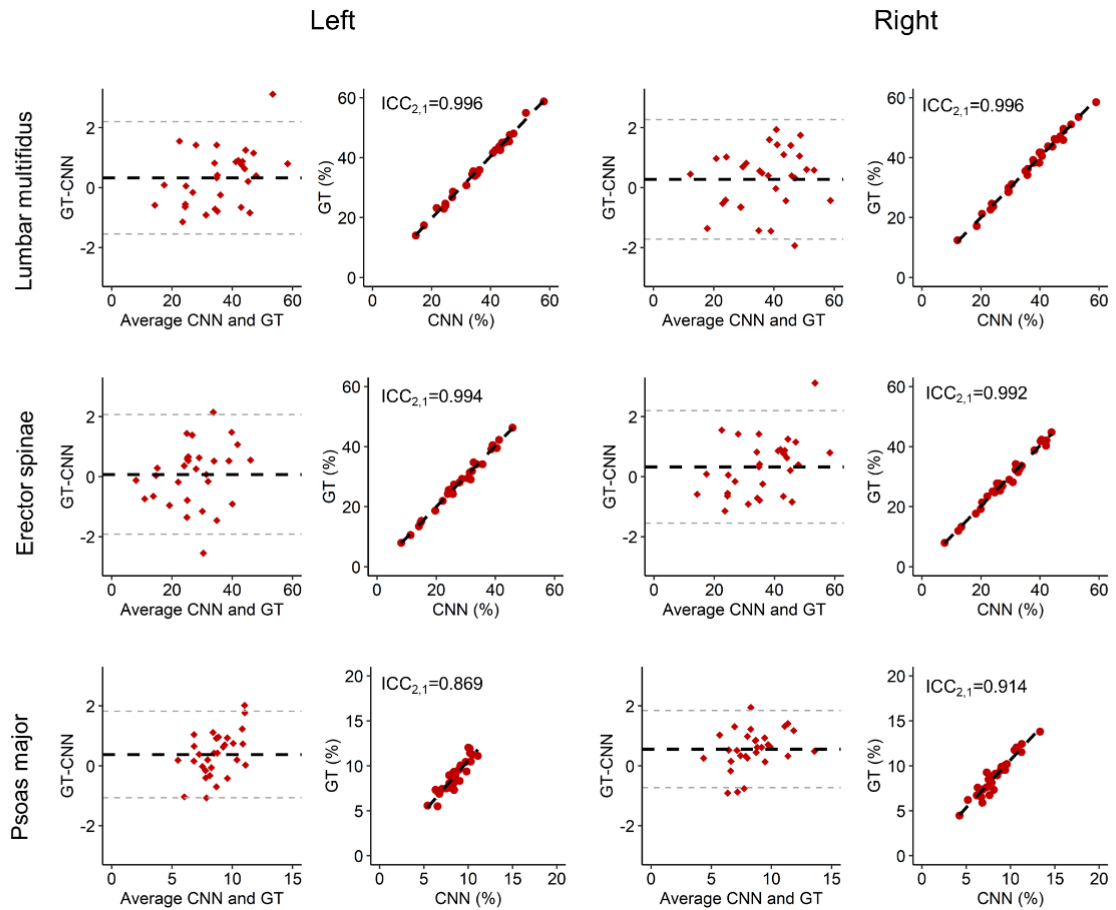 Left Right
Lumbar multifidus
GT-CNN
2
0
-2
0 20 40 60
Average CNN and GT
GT (%)
60
40
20
0
ICC2,1=0.996
0 20 40 60
CNN (%)
GT-CNN
2
0
-2
0 20 40 60
Average CNN and GT
GT (%)
60
40
20
0
ICC2,1=0.996
0 20 40 60
CNN (%)
Erector spinae
GT-CNN
2
0
-2
0 20 40 60
Average CNN and GT
GT (%)
60
40
20
0
ICC2,1=0.994
0 20 40 60
CNN (%)
GT-CNN
2
0
-2
0 20 40 60
Average CNN and GT
GT (%)
60
40
20
0
ICC2,1=0.992
0 20 40 60
CNN (%)
Psoas major
GT-CNN
2
0
-2
0 5 10 15
Average CNN and GT
GT (%)
20
15
10
5
0
ICC2,1=0.869
0 5 10 15 20
CNN (%)
GT-CNN
2
0
-2
0 5 10 15
Average CNN and GT
GT (%)
20
15
10
5
0
ICC2,1=0.914
0 5 10 15 20
CNN (%)